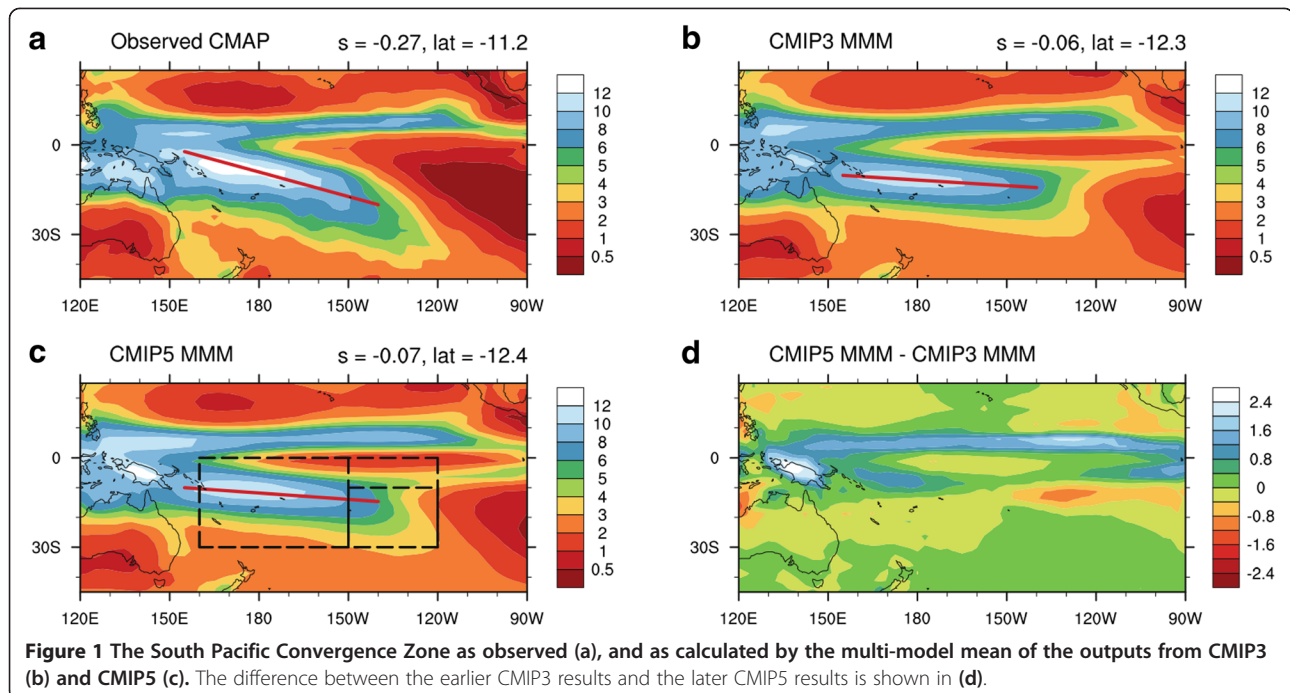 a Observed CMAP s = -0.27, lat = -11.2
0
30S
120E 150E 180 150W 120W 90W
12
10
8
6
5
4
3
2
1
0.5
b CMIP3 MMM s = -0.06, lat = -12.3
0
30S
120E 150E 180 150W 120W 90W
12
10
8
6
5
4
3
2
1
0.5
c CMIP5 MMM s = -0.07, lat = -12.4
0
30S
120E 150E 180 150W 120W 90W
12
10
8
6
5
4
3
2
1
0.5
d CMIP5 MMM - CMIP3 MMM
0
30S
120E 150E 180 150W 120W 90W
2.4
1.6
0.8
0
-0.8
-1.6
-2.4
Figure 1 The South Pacific Convergence Zone as observed (a), and as calculated by the multi-model mean of the outputs from CMIP3
(b) and CMIP5 (c). The difference between the earlier CMIP3 results and the later CMIP5 results is shown in (d).